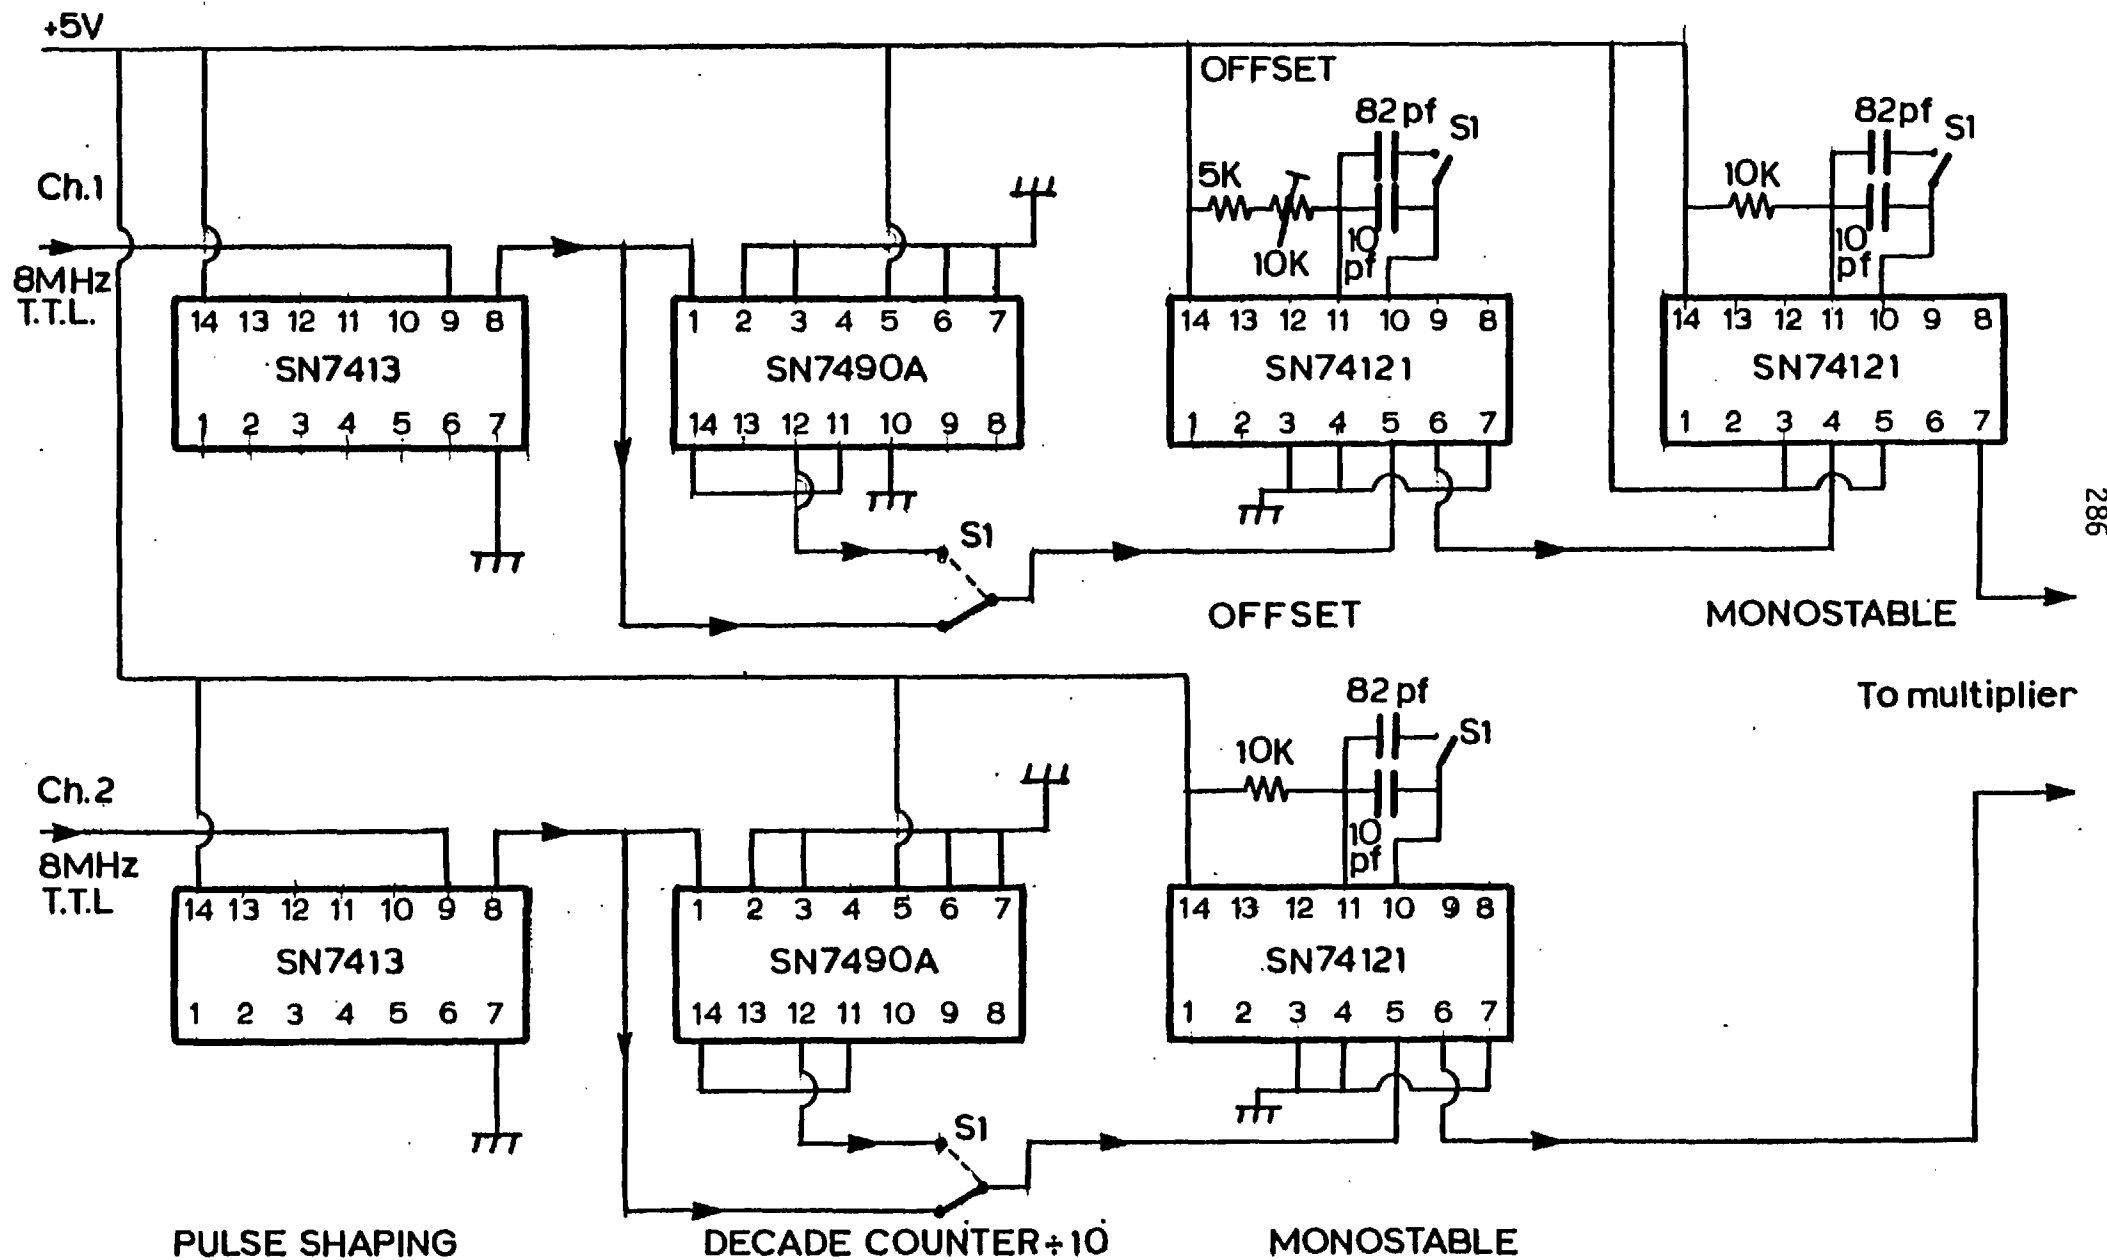 +5V
OFFSET
82 pf
S1
82 pf
S1
Ch.1
5K
10K
10K
10
pf
10
pf
8MHz
T.T.L.
14 13 12 11 10 9 8
SN7413
1 2 3 4 5 6 7
1 2 3 4 5 6 7
SN7490A
14 13 12 11 10 9 8
14 13 12 11 10 9 8
SN74121
1 2 3 4 5 6 7
14 13 12 11 10 9 8
SN74121
1 2 3 4 5 6 7
286
S1
OFFSET
MONOSTABLE
To multiplier
82 pf
S1
10K
10
pf
Ch.2
8MHz
T.T.L
14 13 12 11 10 9 8
SN7413
1 2 3 4 5 6 7
1 2 3 4 5 6 7
SN7490A
14 13 12 11 10 9 8
14 13 12 11 10 9 8
SN74121
1 2 3 4 5 6 7
S1
PULSE SHAPING
DECADE COUNTER ÷ 10
MONOSTABLE